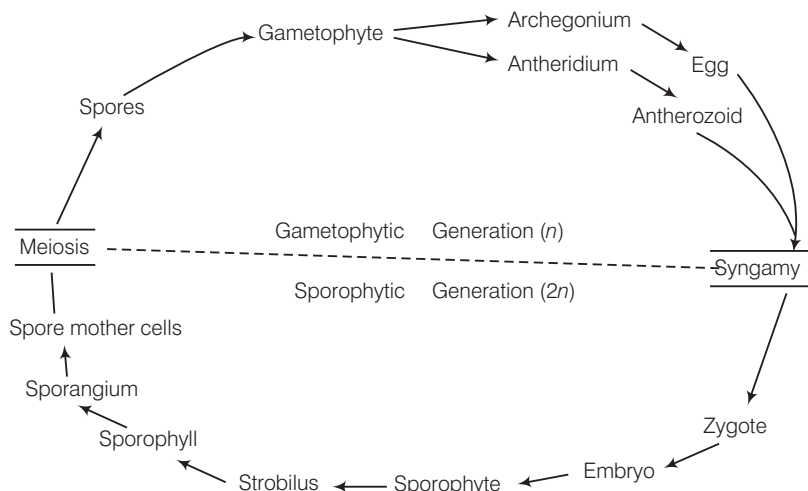 Archegonium
Gametophyte
Antheridium
Egg
Spores
Antherozoid
Gametophytic Generation (n)
Meiosis
Syngamy
Sporophytic Generation (2n)
Spore mother cells
Sporangium
Zygote
Sporophyll
Embryo
Strobilus
Sporophyte